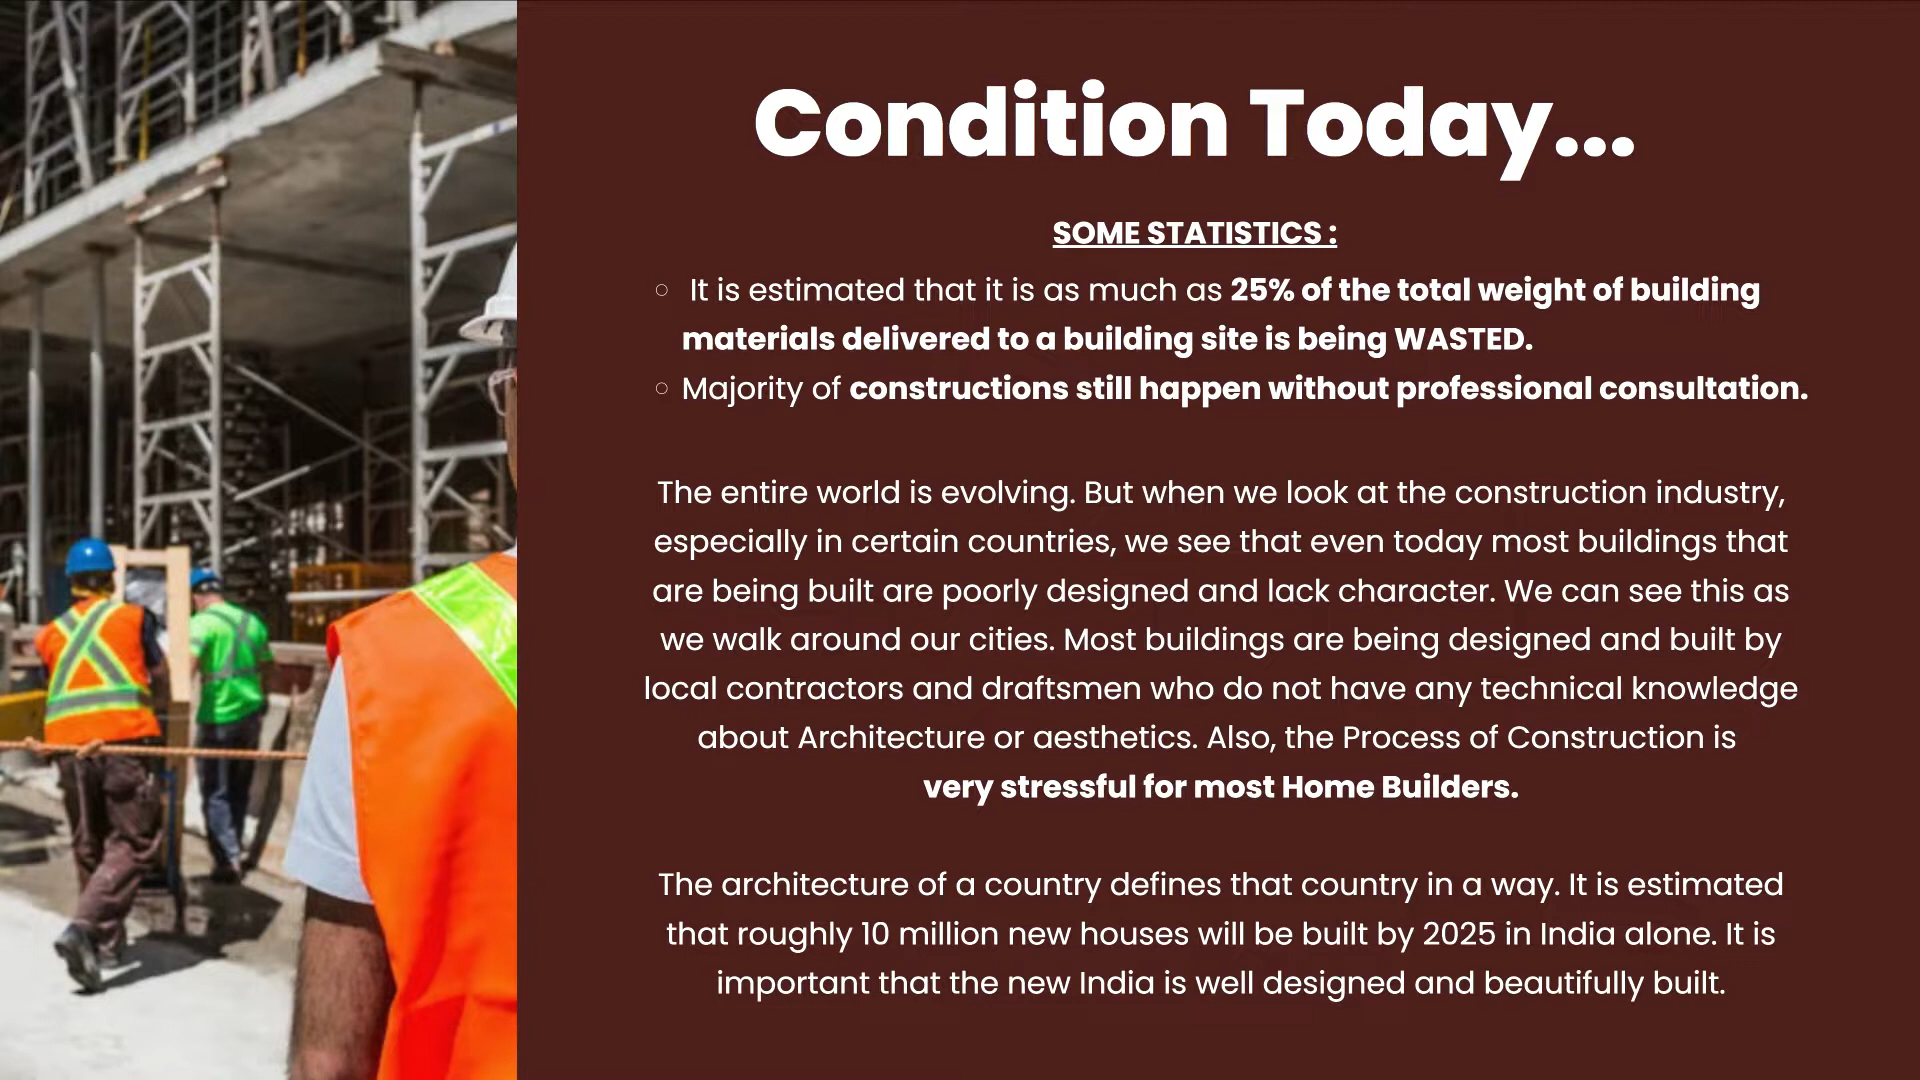 Condition Today...
SOME STATISTICS :
○ It is estimated that it is as much as 25% of the total weight of building
materials delivered to a building site is being WASTED.
○ Majority of constructions still happen without professional consultation.
The entire world is evolving. But when we look at the construction industry,
especially in certain countries, we see that even today most buildings that
are being built are poorly designed and lack character. We can see this as
we walk around our cities. Most buildings are being designed and built by
local contractors and draftsmen who do not have any technical knowledge
about Architecture or aesthetics. Also, the Process of Construction is
very stressful for most Home Builders.
The architecture of a country defines that country in a way. It is estimated
that roughly 10 million new houses will be built by 2025 in India alone. It is
important that the new India is well designed and beautifully built.